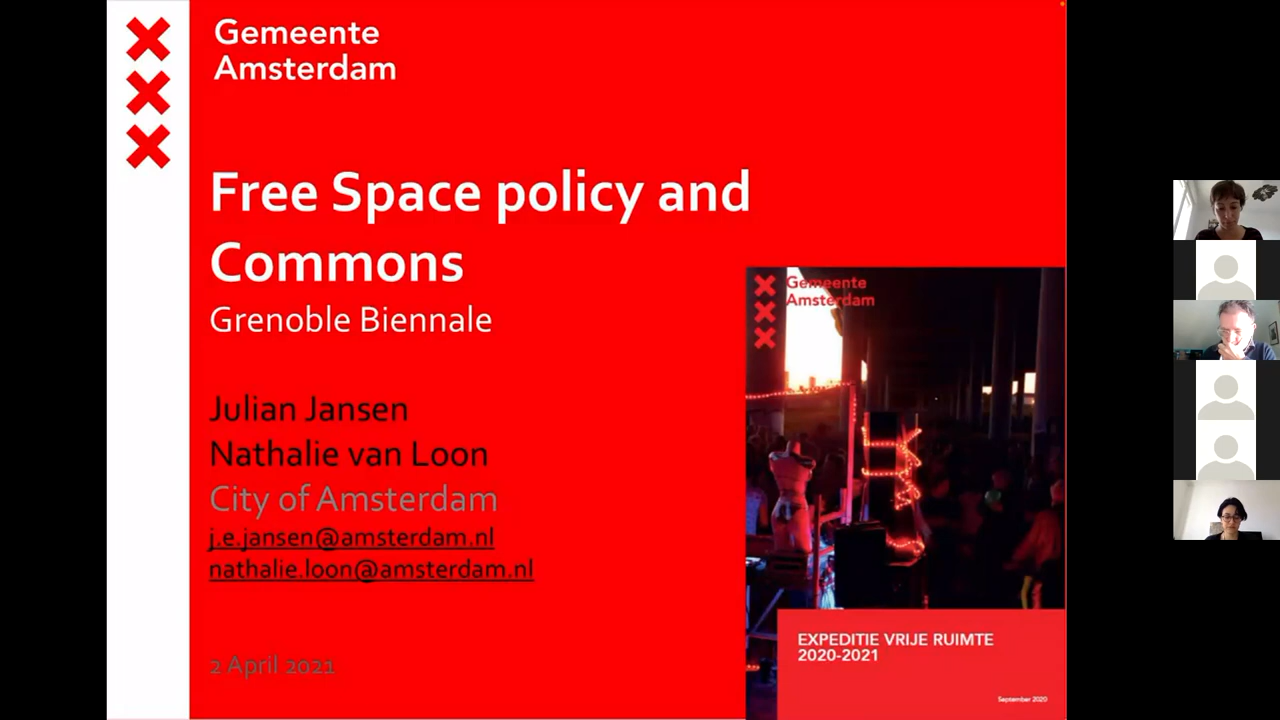 Gemeente
Amsterdam
Free Space policy and
Commons
Grenoble Biennale
Julian Jansen
Nathalie van Loon
City of Amsterdam
j.e.jansen@amsterdam.nl
nathalie.loon@amsterdam.nl
2 April 2021
Gemeente
Amsterdam
EXPEDITIE VRIJE RUIMTE
2020-2021
September 2020